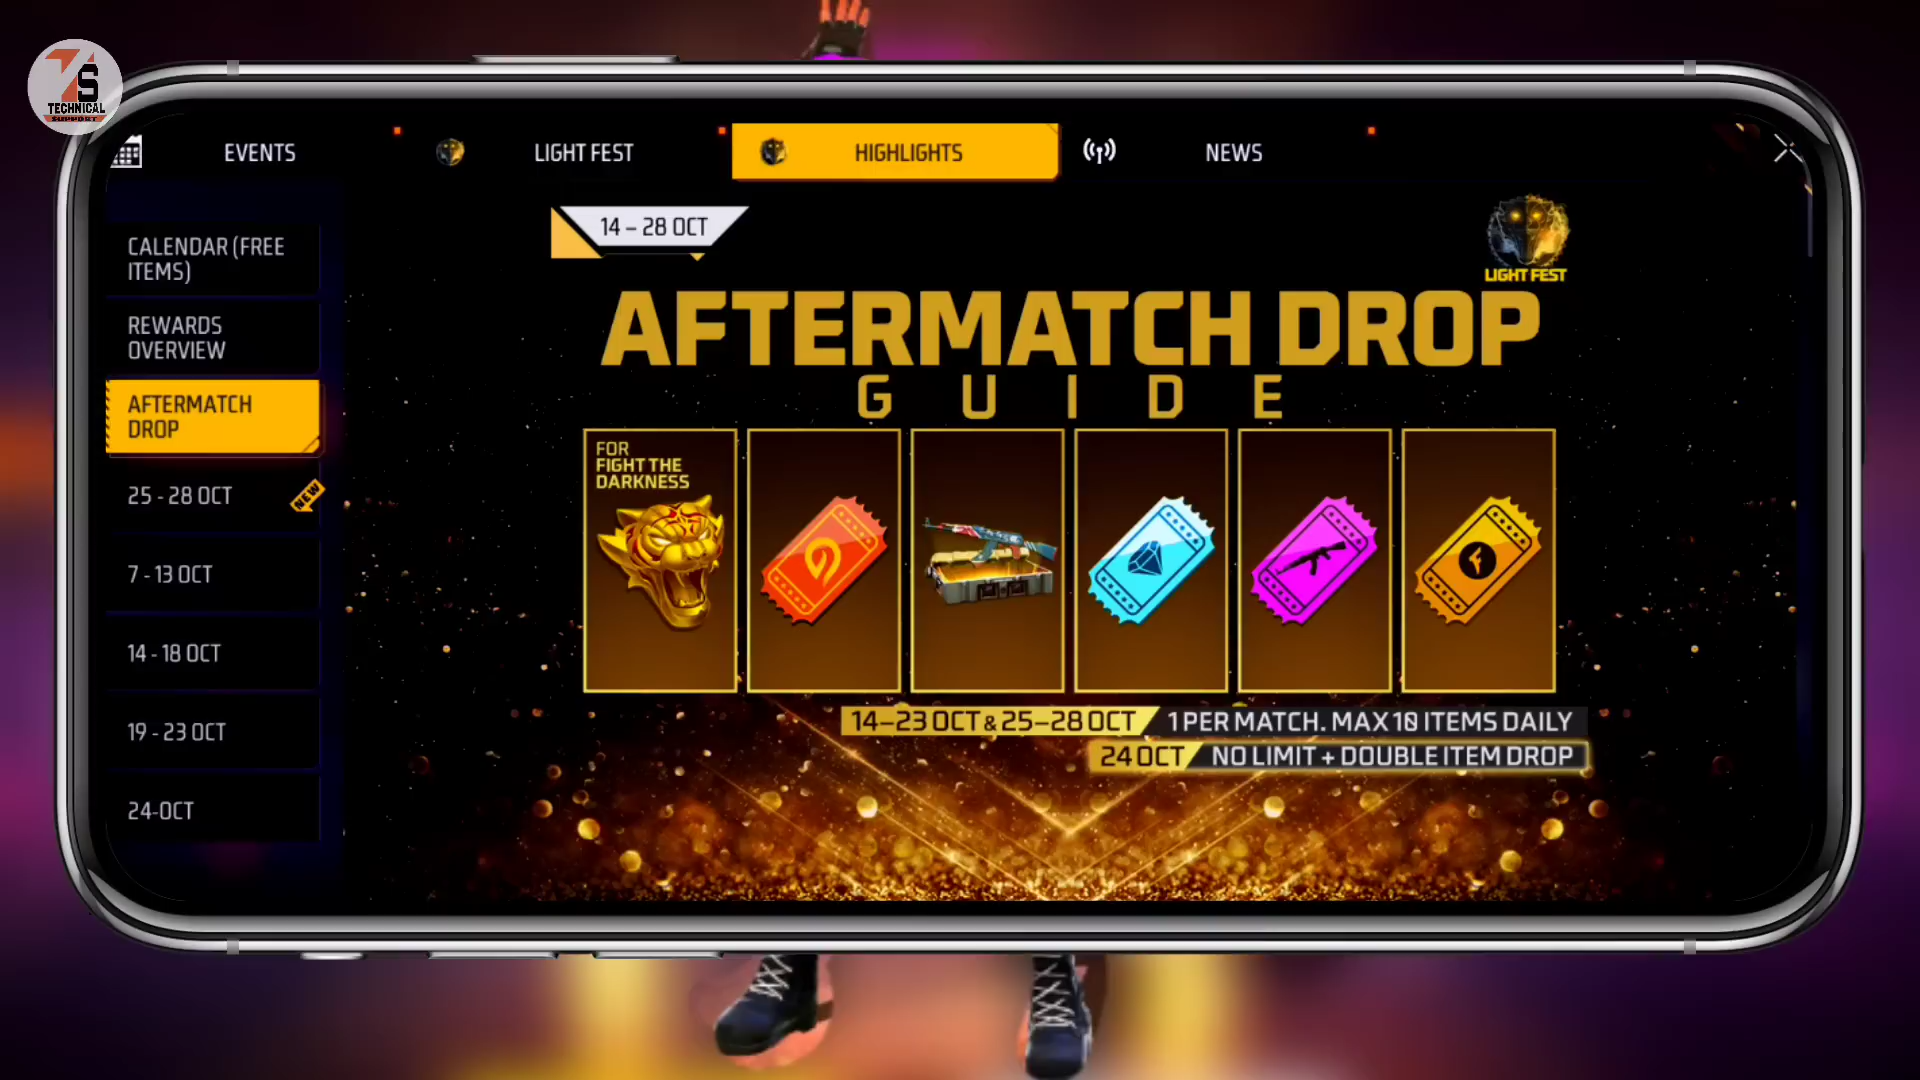 7S
TECHNICAL
SUPPORT
EVENTS
LIGHT FEST
HIGHLIGHTS
NEWS
CALENDAR (FREE
ITEMS)
REWARDS
OVERVIEW
AFTERMATCH
DROP
25 - 28 OCT
NEW
7 - 13 OCT
14 - 18 OCT
19 - 23 OCT
24-OCT
14 – 28 OCT
LIGHT FEST
AFTERMATCH DROP
GUIDE
FOR
FIGHT THE
DARKNESS
14–23 OCT & 25–28 OCT 1 PER MATCH. MAX 10 ITEMS DAILY
24 OCT NO LIMIT + DOUBLE ITEM DROP